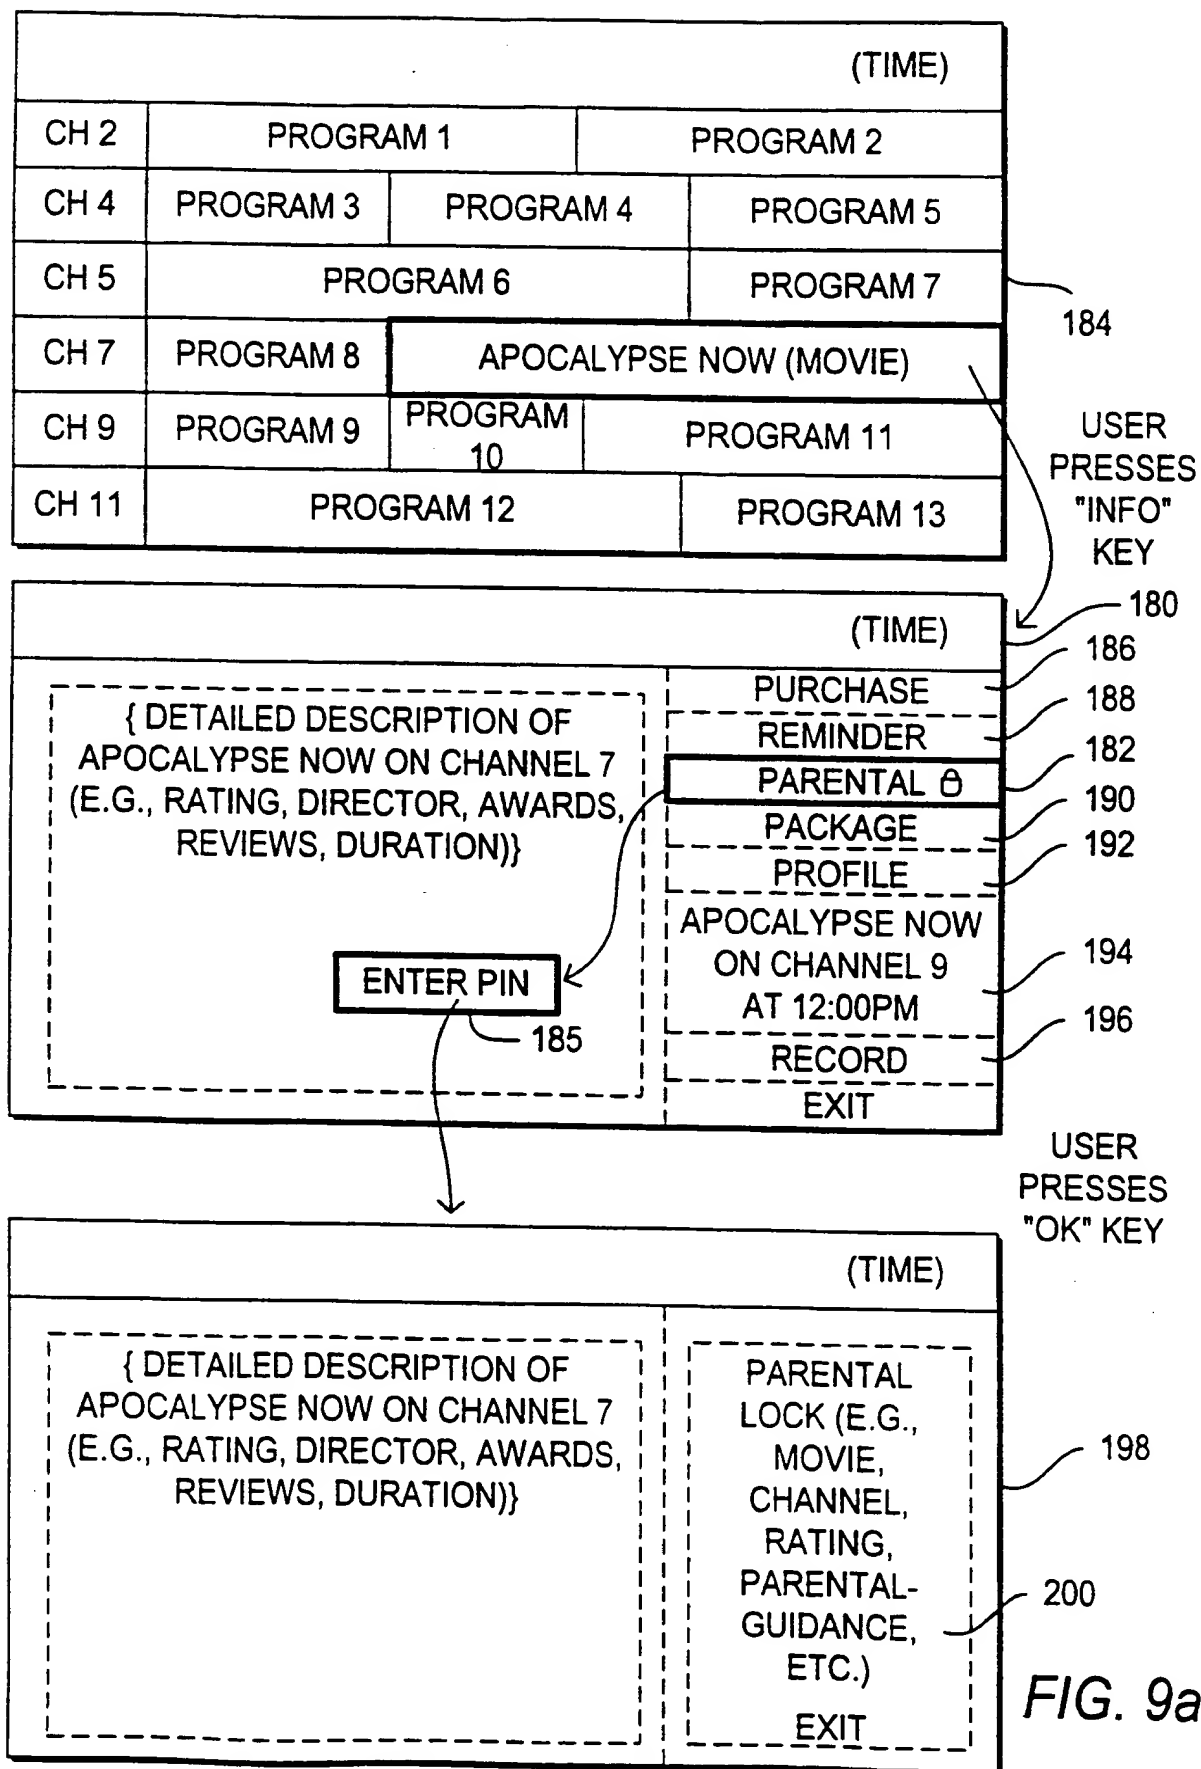 (TIME)
CH 2 PROGRAM 1 PROGRAM 2
CH 4 PROGRAM 3 PROGRAM 4 PROGRAM 5
CH 5 PROGRAM 6 PROGRAM 7
184
CH 7 PROGRAM 8 APOCALYPSE NOW (MOVIE)
CH 9 PROGRAM 9 PROGRAM
10 PROGRAM 11
CH 11 PROGRAM 12 PROGRAM 13
USER
PRESSES
"INFO"
KEY
180
(TIME)
{ DETAILED DESCRIPTION OF
APOCALYPSE NOW ON CHANNEL 7
(E.G., RATING, DIRECTOR, AWARDS,
REVIEWS, DURATION)}
ENTER PIN
185
PURCHASE 186
REMINDER 188
PARENTAL 182
PACKAGE 190
PROFILE 192
APOCALYPSE NOW
ON CHANNEL 9
AT 12:00PM
194
RECORD 196
EXIT
USER
PRESSES
"OK" KEY
(TIME)
{ DETAILED DESCRIPTION OF
APOCALYPSE NOW ON CHANNEL 7
(E.G., RATING, DIRECTOR, AWARDS,
REVIEWS, DURATION)}
PARENTAL
LOCK (E.G.,
MOVIE,
CHANNEL,
RATING,
PARENTAL-
GUIDANCE,
ETC.)
EXIT
198
200
FIG. 9a